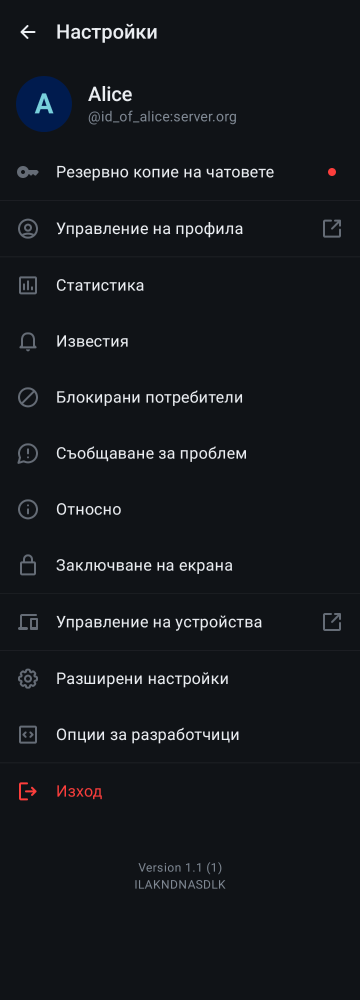 Настройки
A
Alice
@id_of_alice:server.org
Резервно копие на чатовете
Управление на профила
Статистика
Известия
Блокирани потребители
Съобщаване за проблем
Относно
Заключване на екрана
Управление на устройства
Разширени настройки
Опции за разработчици
Изход
Version 1.1 (1)
ILAKNDNASDLK